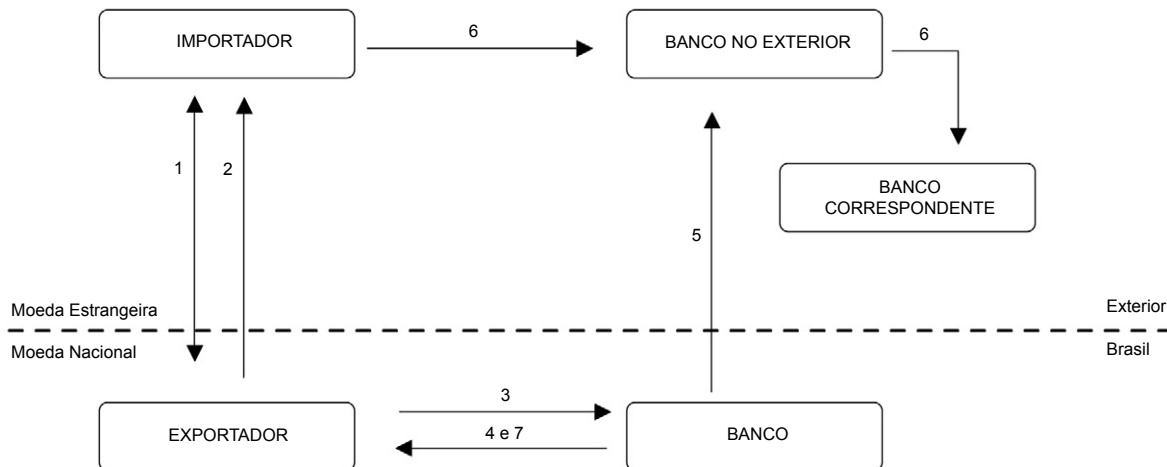 IMPORTADOR
6
BANCO NO EXTERIOR
6
1
2
BANCO
CORRESPONDENTE
5
Moeda Estrangeira
Exterior
Moeda Nacional
Brasil
3
EXPORTADOR
4 e 7
BANCO